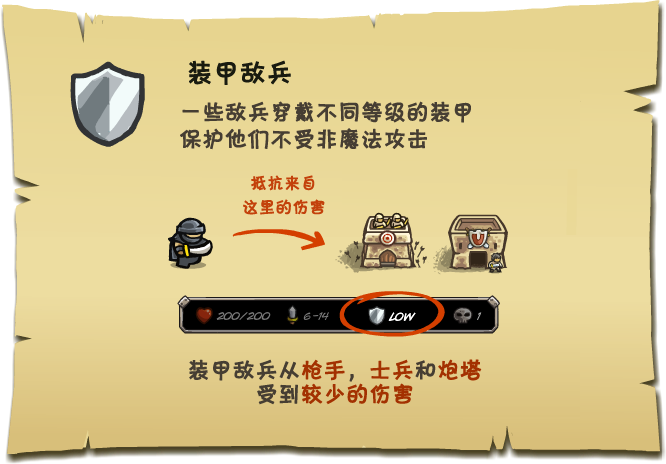 装甲敌兵
一些敌兵穿戴不同等级的装甲
保护他们不受非魔法攻击
抵抗来自
这里的伤害
200/200 6-14 LOW 1
装甲敌兵从枪手，士兵和炮塔
受到较少的伤害